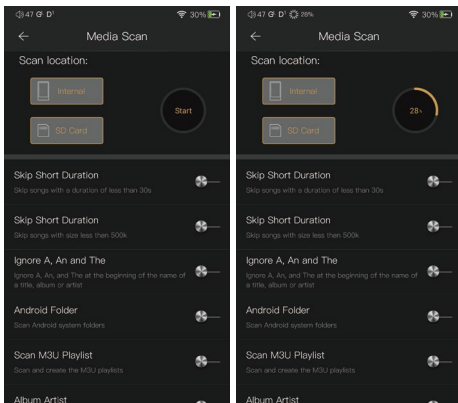 47 G D¹ 30%
Media Scan
Scan location:
Internal
SD Card
Start
Skip Short Duration
Skip songs with a duration of less than 30s
Skip Short Duration
Skip songs with size less than 500k
Ignore A, An and The
Ignore A, An, and The at the beginning of the name of
a title, album or artist
Android Folder
Scan Android system folders
Scan M3U Playlist
Scan and create the M3U playlists
Album Artist
47 G D¹ 28% 30%
Media Scan
Scan location:
Internal
SD Card
28%
Skip Short Duration
Skip songs with a duration of less than 30s
Skip Short Duration
Skip songs with size less than 500k
Ignore A, An and The
Ignore A, An, and The at the beginning of the name of
a title, album or artist
Android Folder
Scan Android system folders
Scan M3U Playlist
Scan and create the M3U playlists
Album Artist